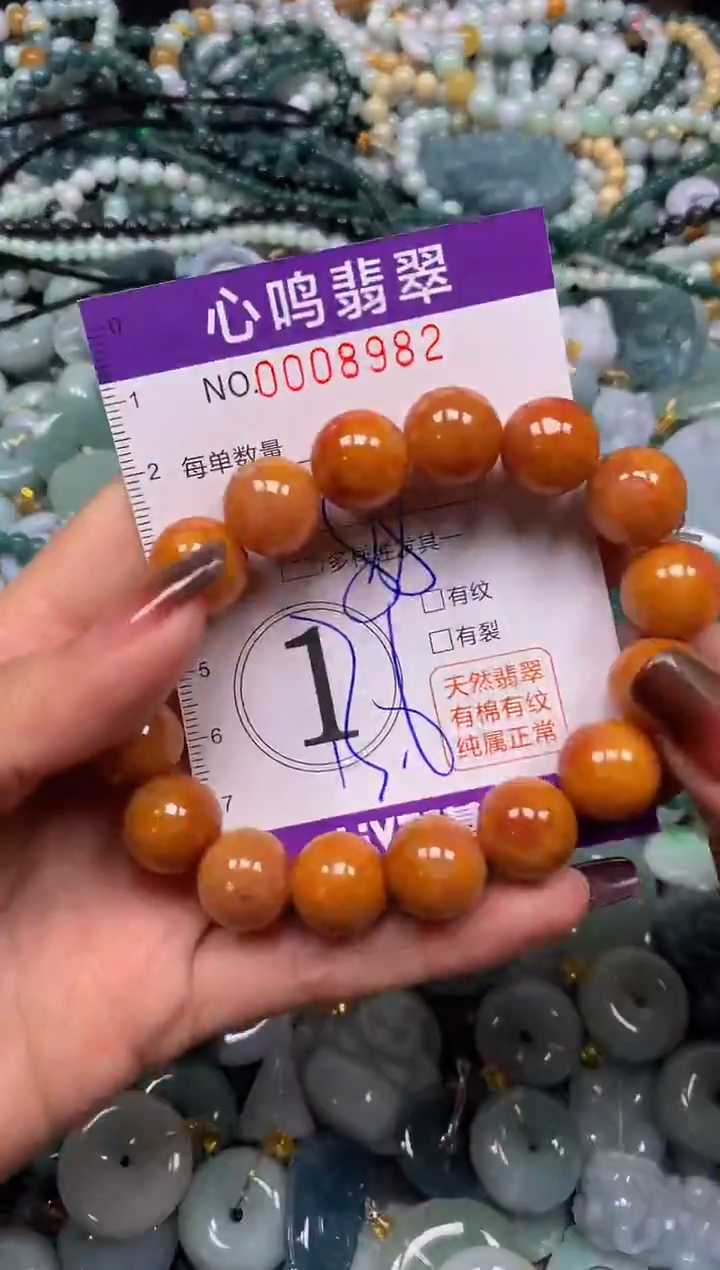 心鸣翡翠
NO.0008982
0
1
2 每单数量
有纹
5 1 有裂
6 天然翡翠
有棉有纹
纯属正常
7